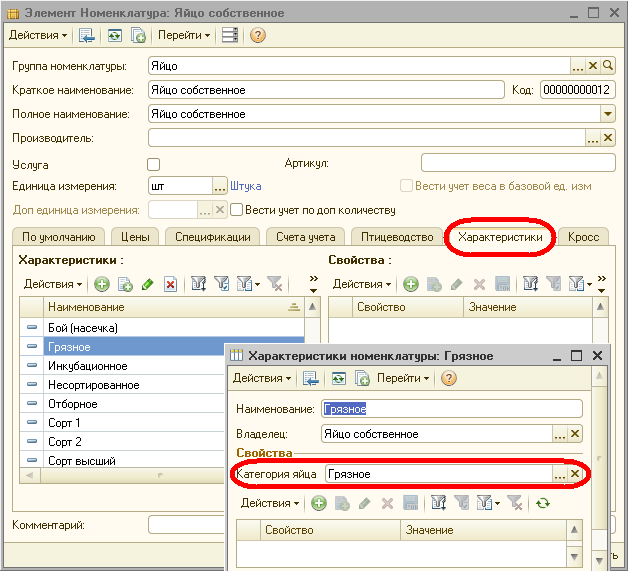 Элемент Номенклатура: Яйцо собственное
Действия Перейти
Группа номенклатуры: Яйцо
Краткое наименование: Яйцо собственное Код: 00000000012
Полное наименование: Яйцо собственное
Производитель:
Услуга Артикул:
Единица измерения: шт Штука Вести учет веса в базовой ед. изм
Доп единица измерения: Вести учет по доп количеству
По умолчанию Цены Спецификации Счета учета Птицеводство Характеристики Кросс
Характеристики : Свойства :
Действия Действия
Наименование Свойство Значение
Бой (насечка)
Грязное
Инкубационное
Несортированное
Отборное
Сорт 1
Сорт 2
Сорт высший
Комментарий:
Характеристики номенклатуры: Грязное
Действия Перейти
Наименование: Грязное
Владелец: Яйцо собственное
Свойства
Категория яйца Грязное
Действия
Свойство Значение